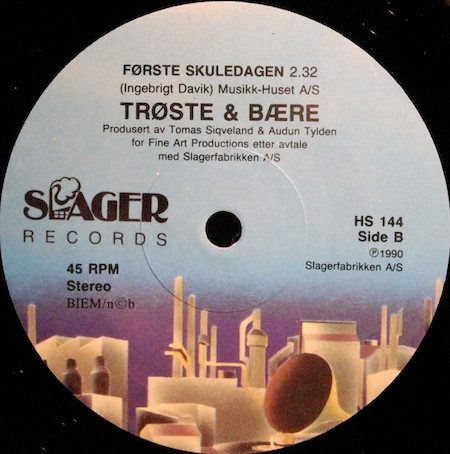 FØRSTE SKULEDAGEN 2.32
(Ingebrigt Davik) Musikk-Huset A/S
TRØSTE & BÆRE
Produsert av Tomas Siqveland & Audun Tylden
for Fine Art Productions etter avtale
med Slagerfabrikken A/S
SLAGER
RECORDS
HS 144
Side B
℗1990
Slagerfabrikken A/S
45 RPM
Stereo
BIEM/n©b